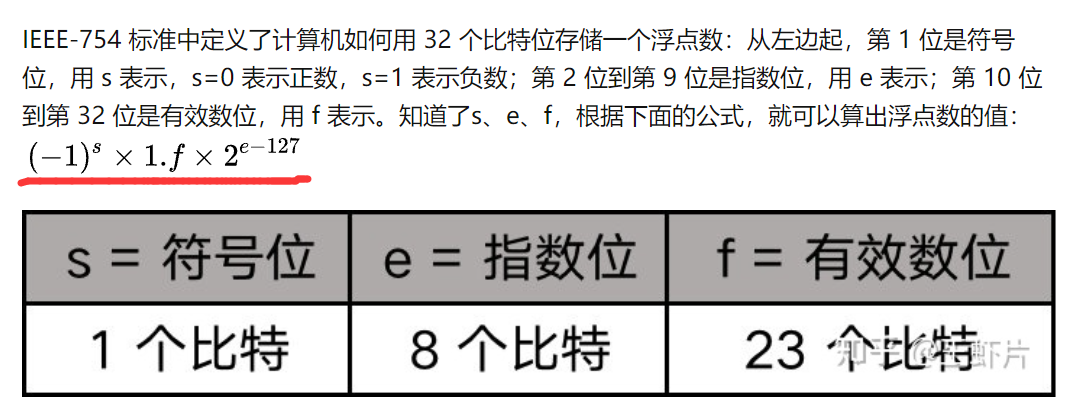 IEEE-754 标准中定义了计算机如何用 32 个比特位存储一个浮点数：从左边起，第 1 位是符号
位，用 s 表示，s=0 表示正数，s=1 表示负数；第 2 位到第 9 位是指数位，用 e 表示；第 10 位
到第 32 位是有效数位，用 f 表示。知道了s、e、f，根据下面的公式，就可以算出浮点数的值：
(−1)^s × 1.f × 2^{e−127}
s = 符号位 e = 指数位 f = 有效数位
1 个比特 8 个比特 23 个比特
知乎 @虾片